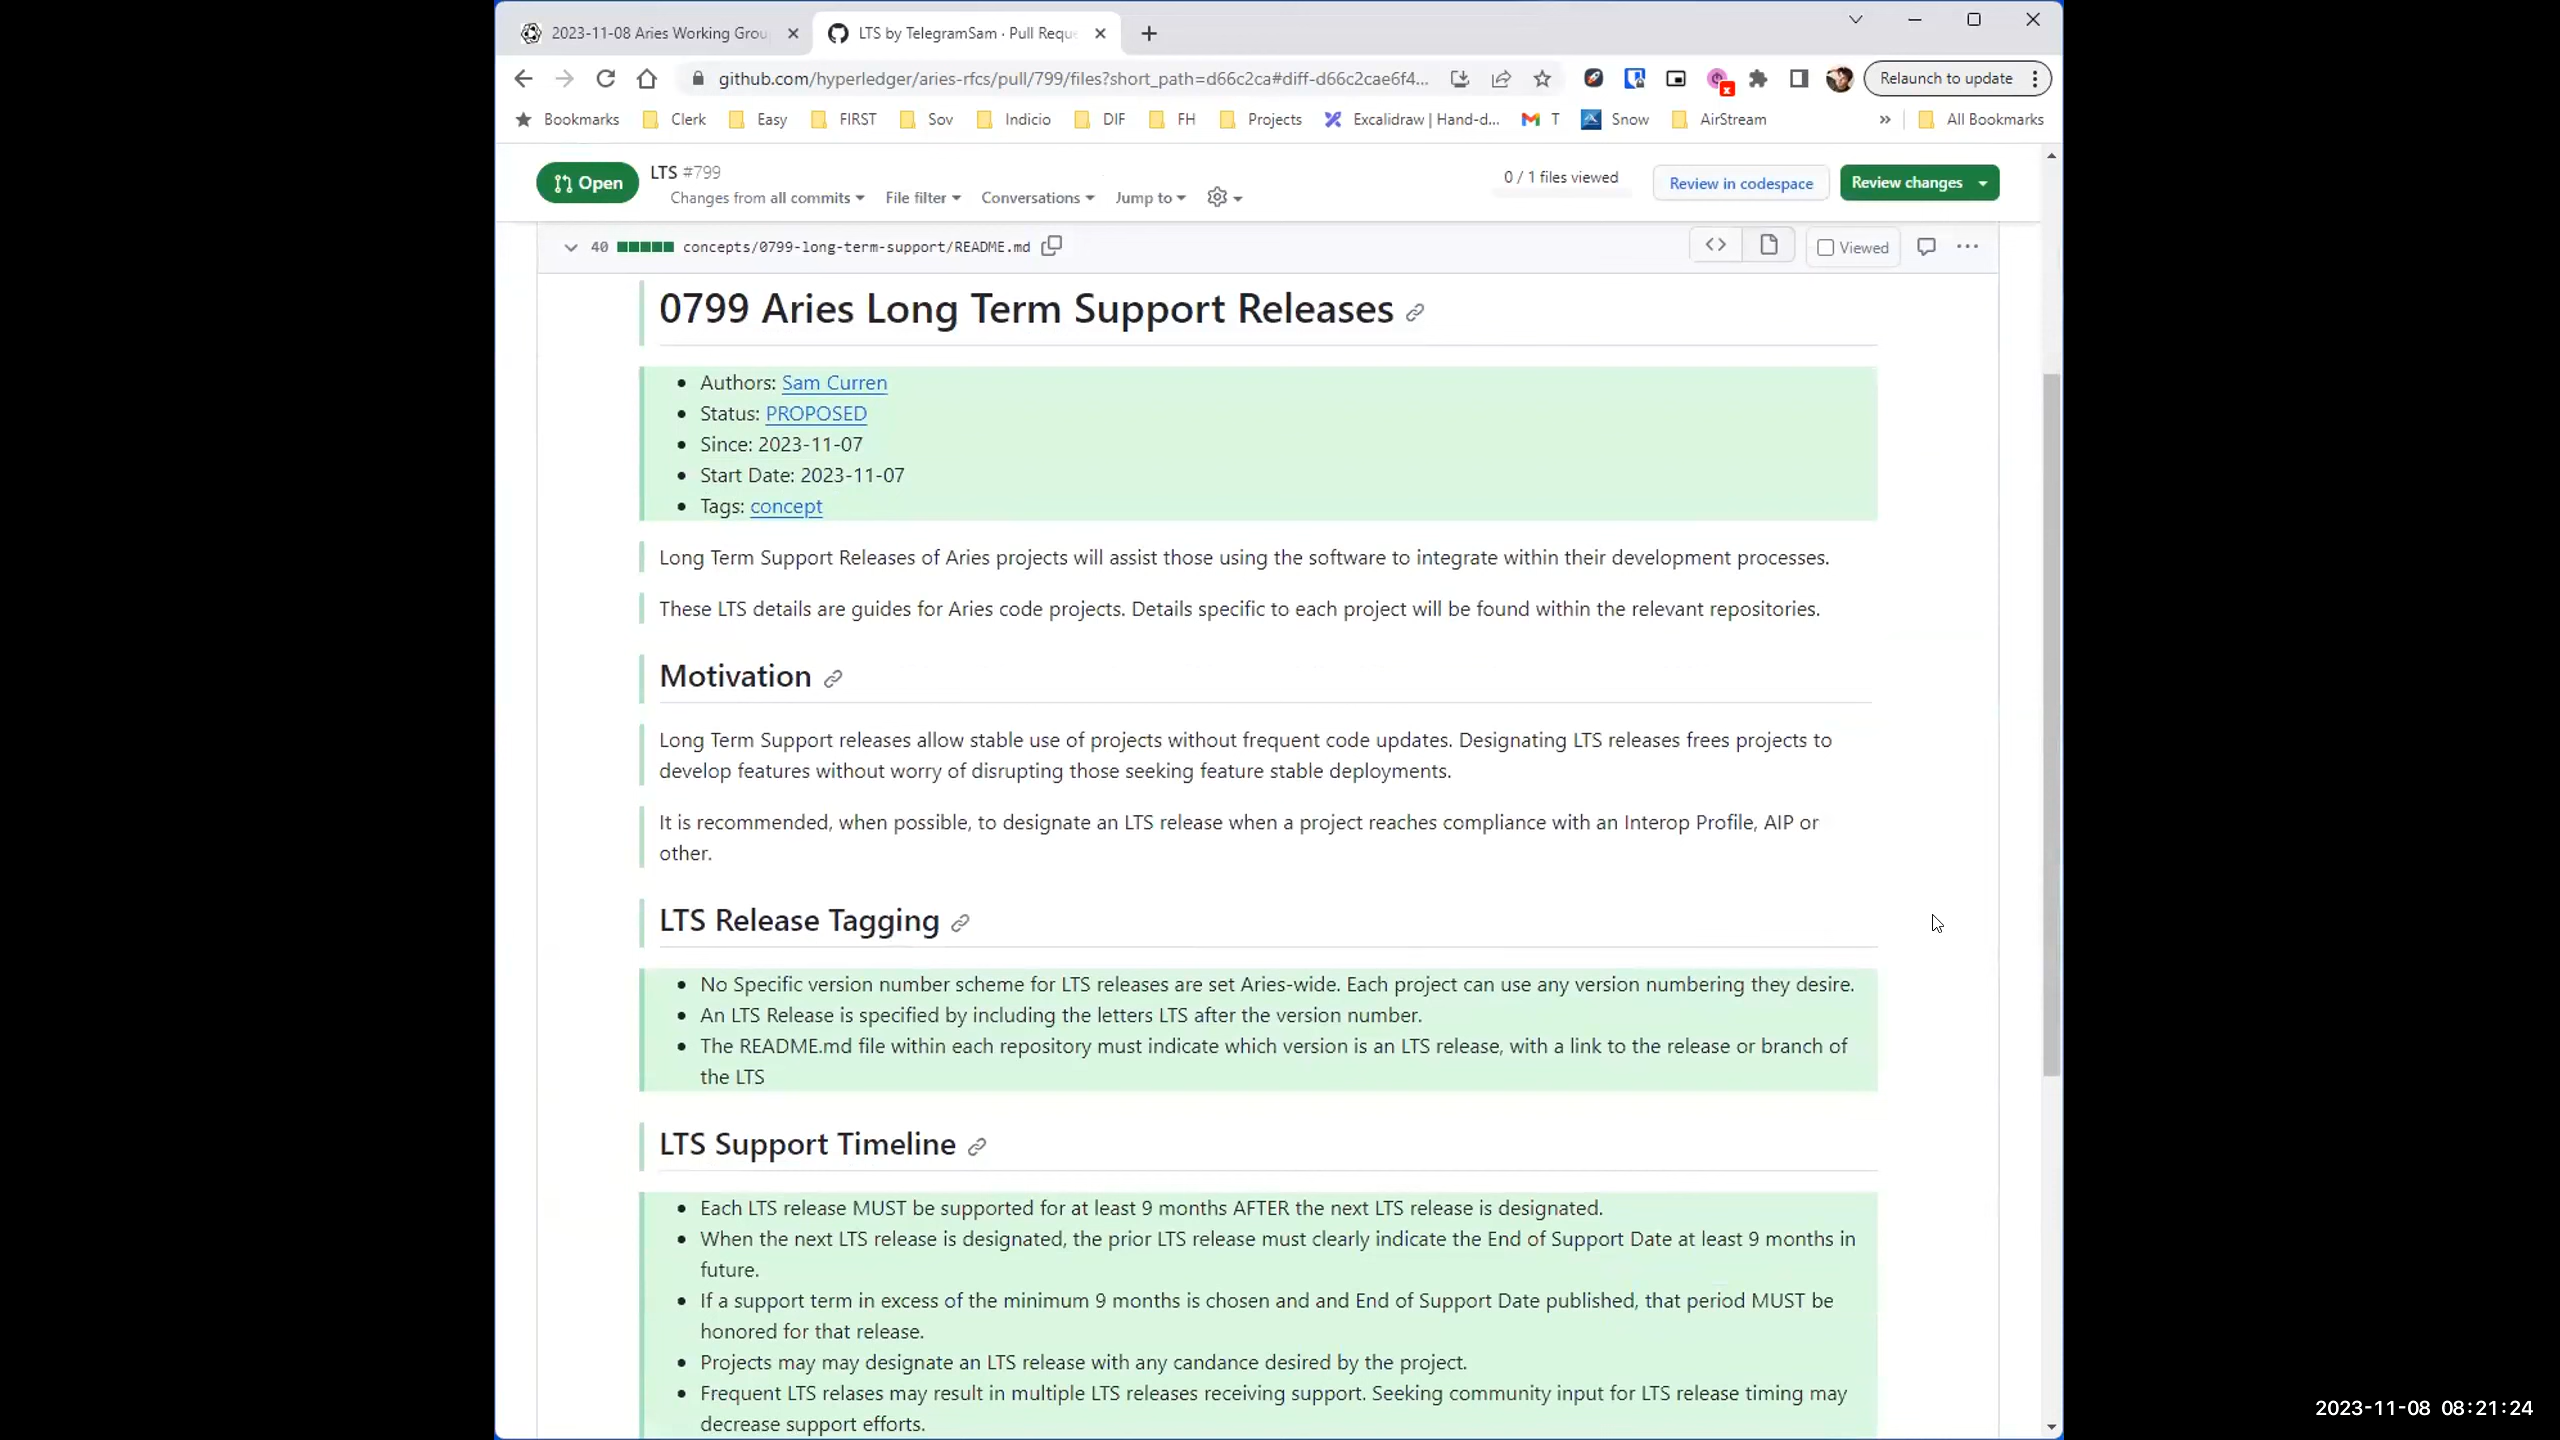 2023-11-08 Aries Working Grou
LTS by TelegramSam · Pull Requ
github.com/hyperledger/aries-rfcs/pull/799/files?short_path=d66c2ca#diff-d66c2cae6f4...
Relaunch to update
Bookmarks Clerk Easy FIRST Sov Indicio DIF FH Projects Excalidraw | Hand-d... T Snow AirStream » All Bookmarks
Open
LTS #799
Changes from all commits File filter Conversations Jump to
0 / 1 files viewed
Review in codespace
Review changes
40 concepts/0799-long-term-support/README.md
Viewed
0799 Aries Long Term Support Releases
• Authors: Sam Curren
• Status: PROPOSED
• Since: 2023-11-07
• Start Date: 2023-11-07
• Tags: concept
Long Term Support Releases of Aries projects will assist those using the software to integrate within their development processes.
These LTS details are guides for Aries code projects. Details specific to each project will be found within the relevant repositories.
Motivation
Long Term Support releases allow stable use of projects without frequent code updates. Designating LTS releases frees projects to
develop features without worry of disrupting those seeking feature stable deployments.
It is recommended, when possible, to designate an LTS release when a project reaches compliance with an Interop Profile, AIP or
other.
LTS Release Tagging
• No Specific version number scheme for LTS releases are set Aries-wide. Each project can use any version numbering they desire.
• An LTS Release is specified by including the letters LTS after the version number.
• The README.md file within each repository must indicate which version is an LTS release, with a link to the release or branch of
the LTS
LTS Support Timeline
• Each LTS release MUST be supported for at least 9 months AFTER the next LTS release is designated.
• When the next LTS release is designated, the prior LTS release must clearly indicate the End of Support Date at least 9 months in
future.
• If a support term in excess of the minimum 9 months is chosen and and End of Support Date published, that period MUST be
honored for that release.
• Projects may may designate an LTS release with any candance desired by the project.
• Frequent LTS relases may result in multiple LTS releases receiving support. Seeking community input for LTS release timing may
decrease support efforts.
2023-11-08 08:21:24